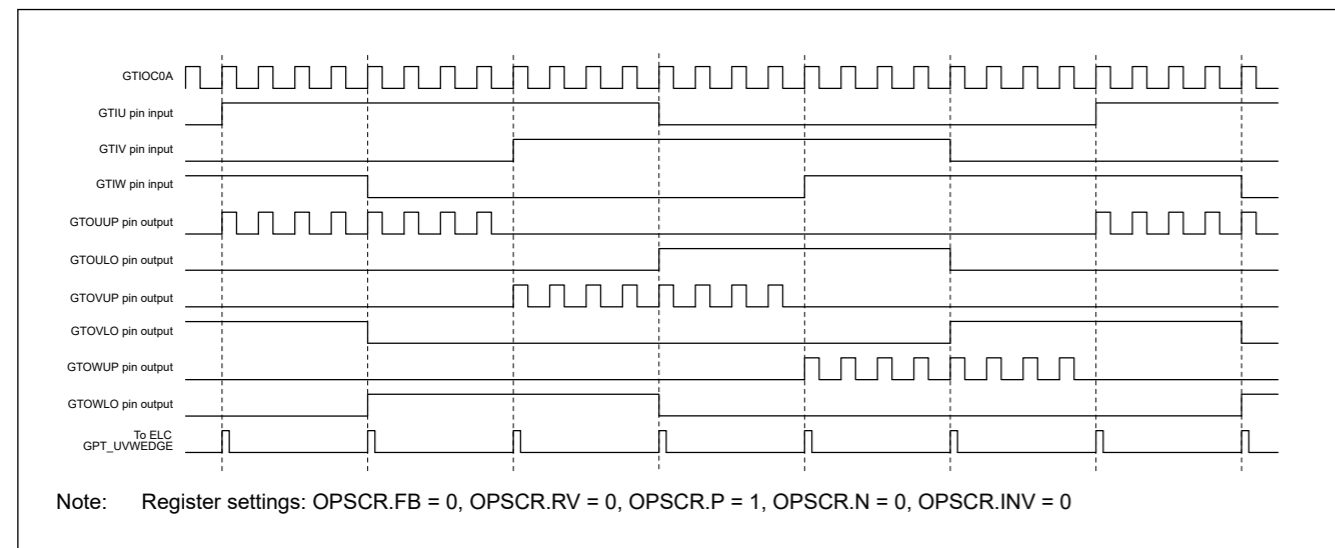 GTIOC0A
GTIU pin input
GTIV pin input
GTIW pin input
GTOUUP pin output
GTOULO pin output
GTOVUP pin output
GTOVLO pin output
GTOWUP pin output
GTOWLO pin output
To ELC
GPT_UVWEDGE
Note: Register settings: OPSCR.FB = 0, OPSCR.RV = 0, OPSCR.P = 1, OPSCR.N = 0, OPSCR.INV = 0